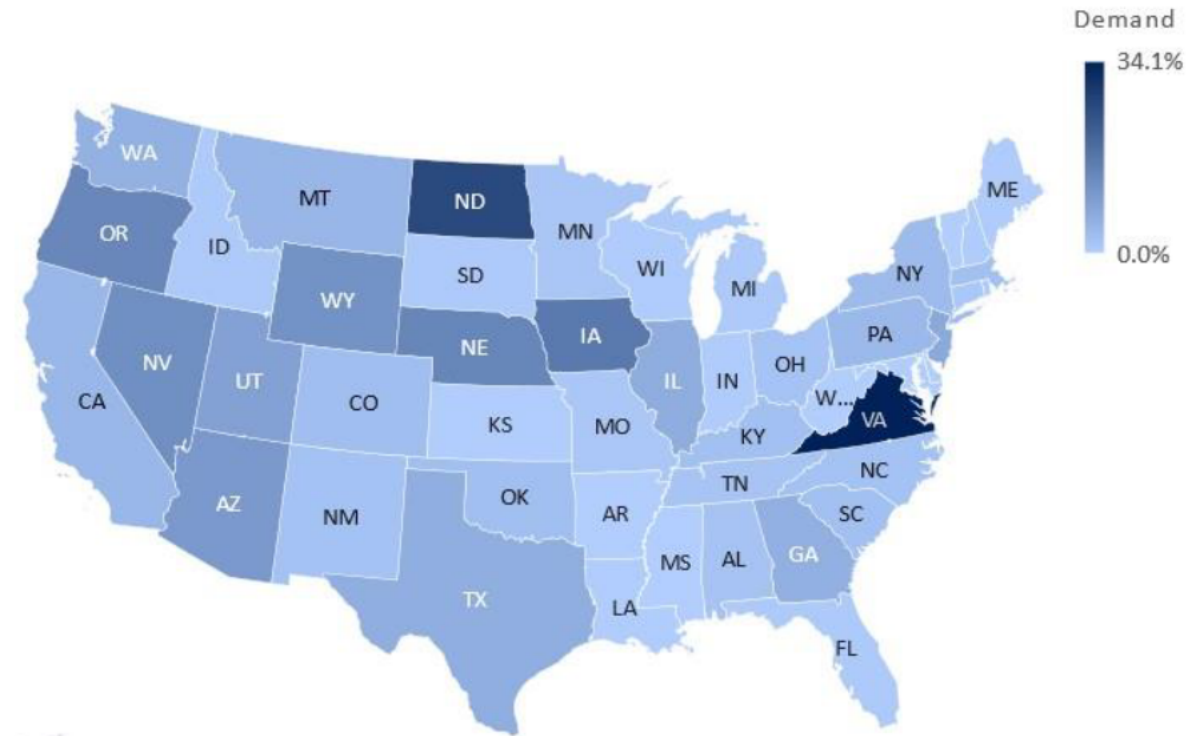 Demand
34.1%
0.0%
WA
MT
ND
MN
ME
OR
ID
SD
WI
MI
NY
WY
NE
IA
PA
NV
UT
CO
IL
IN
OH
W...
VA
CA
KS
MO
KY
NC
AZ
NM
OK
AR
TN
SC
TX
MS
AL
GA
LA
FL